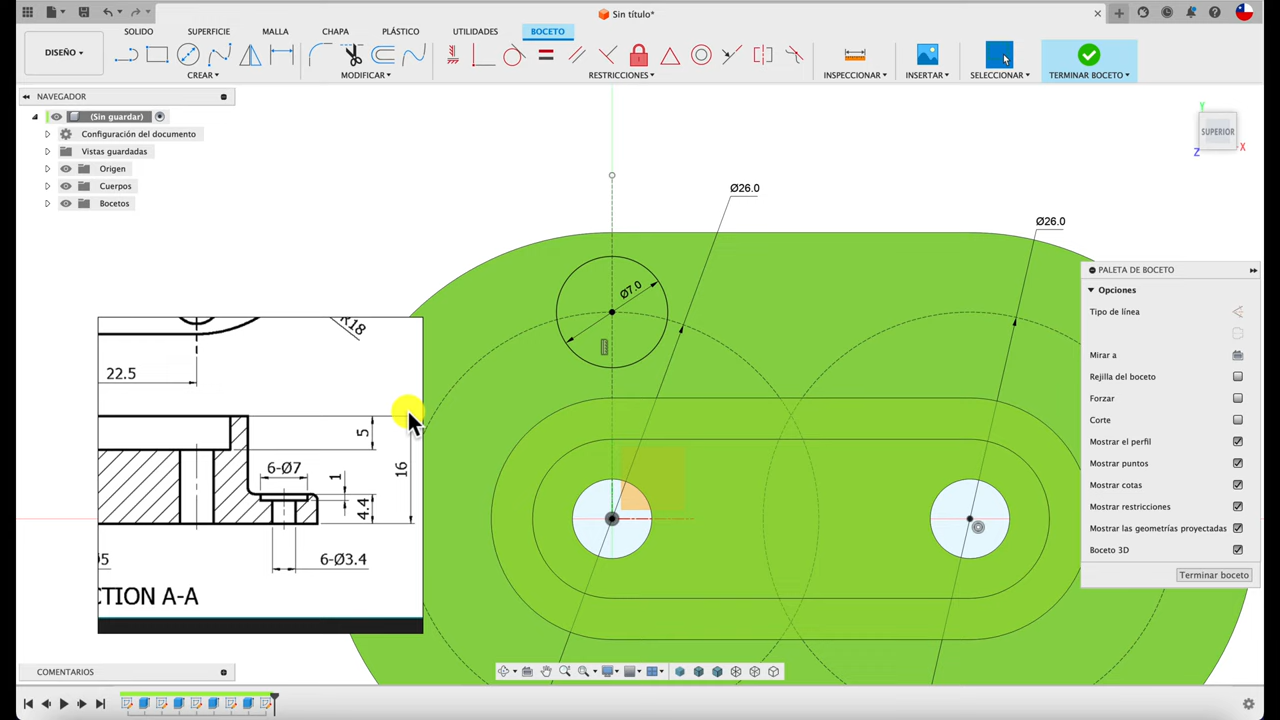 Sin título*
SOLIDO SUPERFICIE MALLA CHAPA PLÁSTICO UTILIDADES BOCETO
DISEÑO
CREAR MODIFICAR RESTRICCIONES INSPECCIONAR INSERTAR SELECCIONAR TERMINAR BOCETO
NAVEGADOR
(Sin guardar)
Configuración del documento
Vistas guardadas
Origen
Cuerpos
Bocetos
Y
SUPERIOR
X
Z
Ø26.0
Ø26.0
Ø7.0
PALETA DE BOCETO
Opciones
Tipo de línea
Mirar a
Rejilla del boceto
Forzar
Corte
Mostrar el perfil
Mostrar puntos
Mostrar cotas
Mostrar restricciones
Mostrar las geometrías proyectadas
Boceto 3D
Terminar boceto
R18
22.5
5
16
6-Ø7
1
4.4
6-Ø3.4
CTION A-A
COMENTARIOS